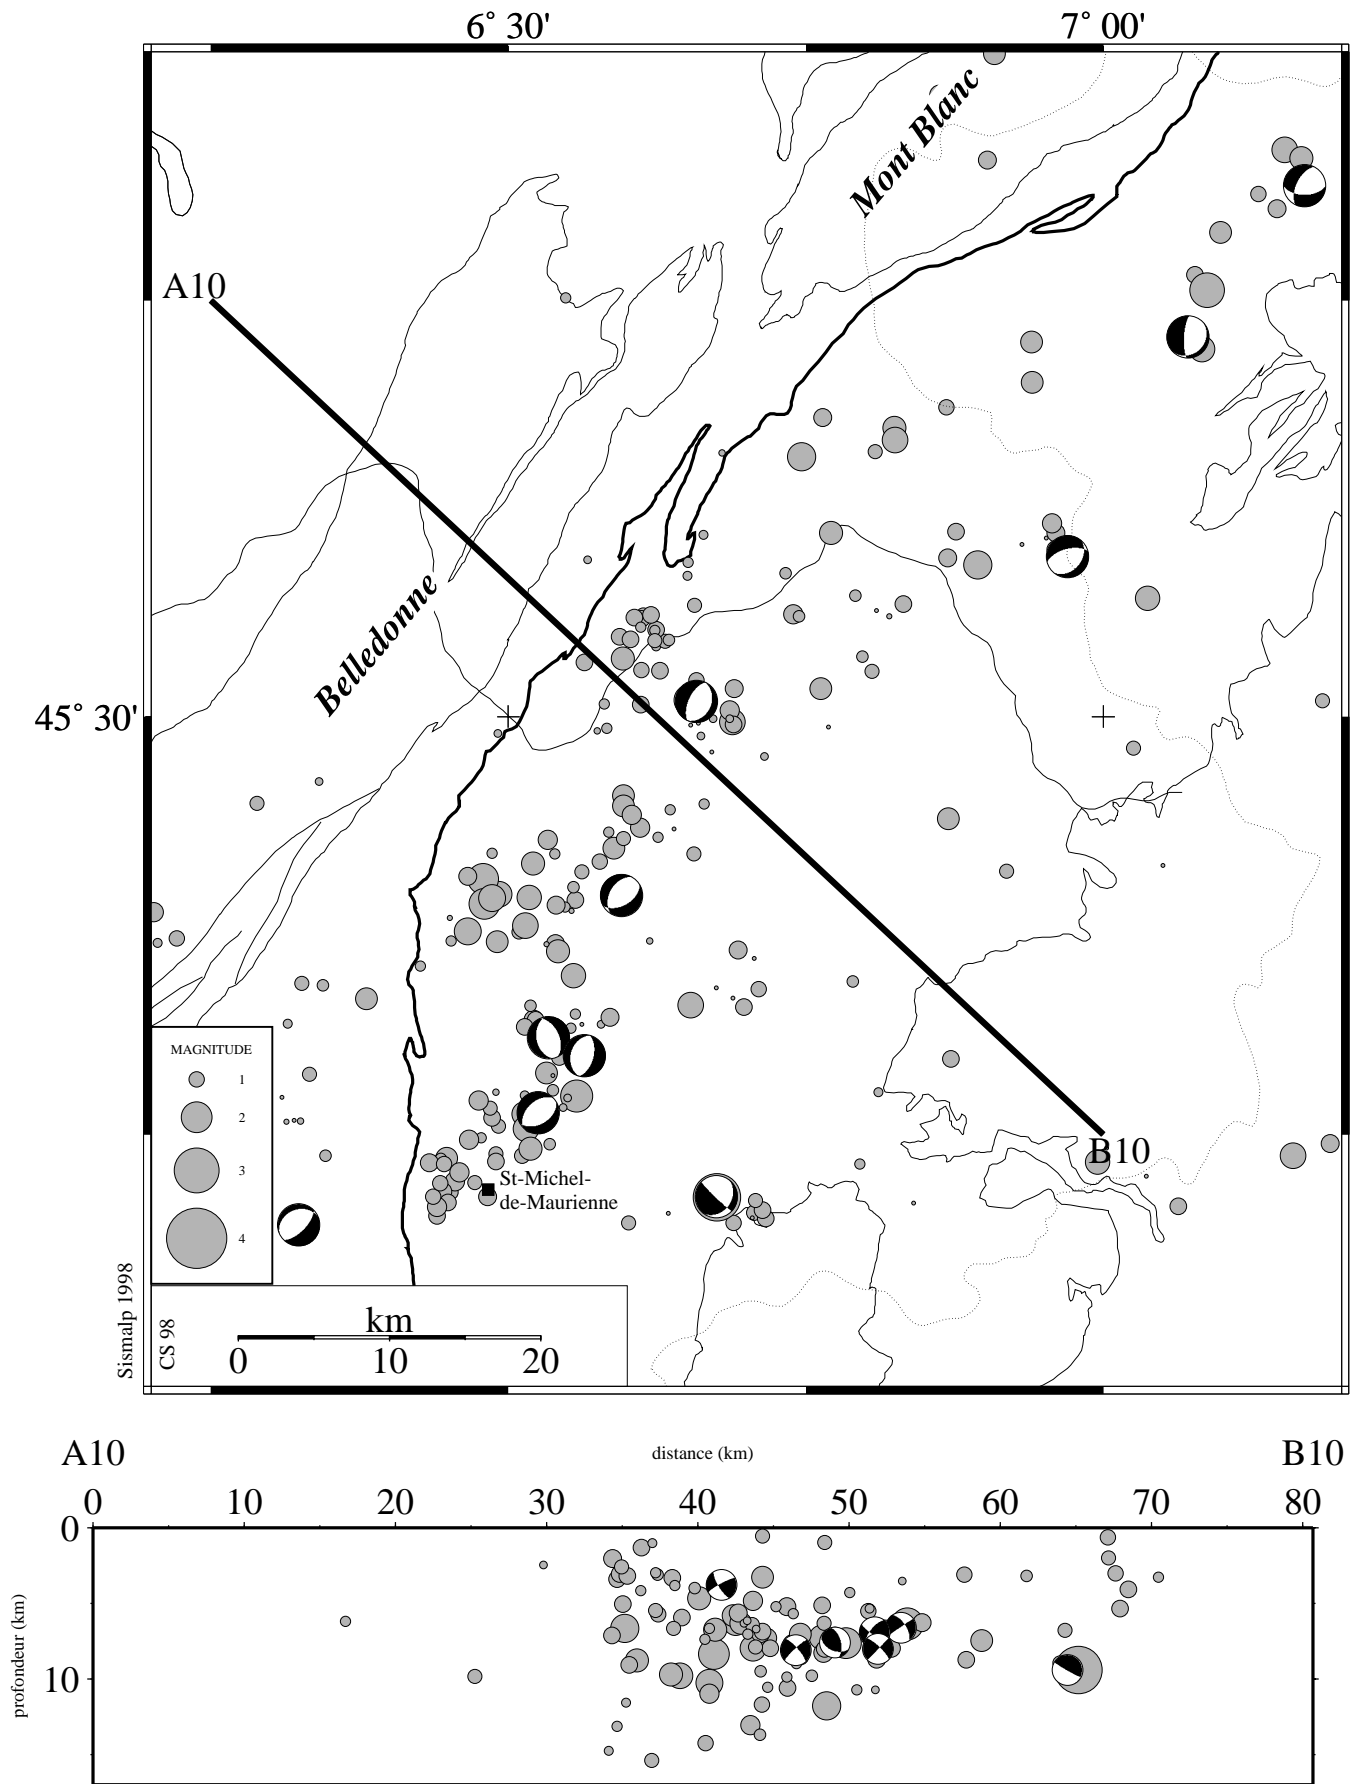 6° 30'
7° 00'
Mont Blanc
A10
Belledonne
45° 30'
MAGNITUDE
1
2
3
4
St-Michel-
de-Maurienne
B10
Sismalp 1998
CS 98
km
0 10 20
A10
distance (km)
B10
0 10 20 30 40 50 60 70 80
0
10
profondeur (km)